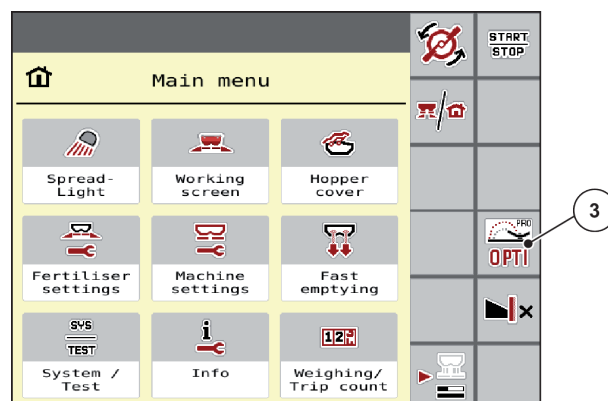 START
STOP
Main menu
Spread-
Light
Working
screen
Hopper
cover
PRO
OPTI
3
Fertiliser
settings
Machine
settings
Fast
emptying
SYS
TEST
i
123
System /
Test
Info
Weighing/
Trip count